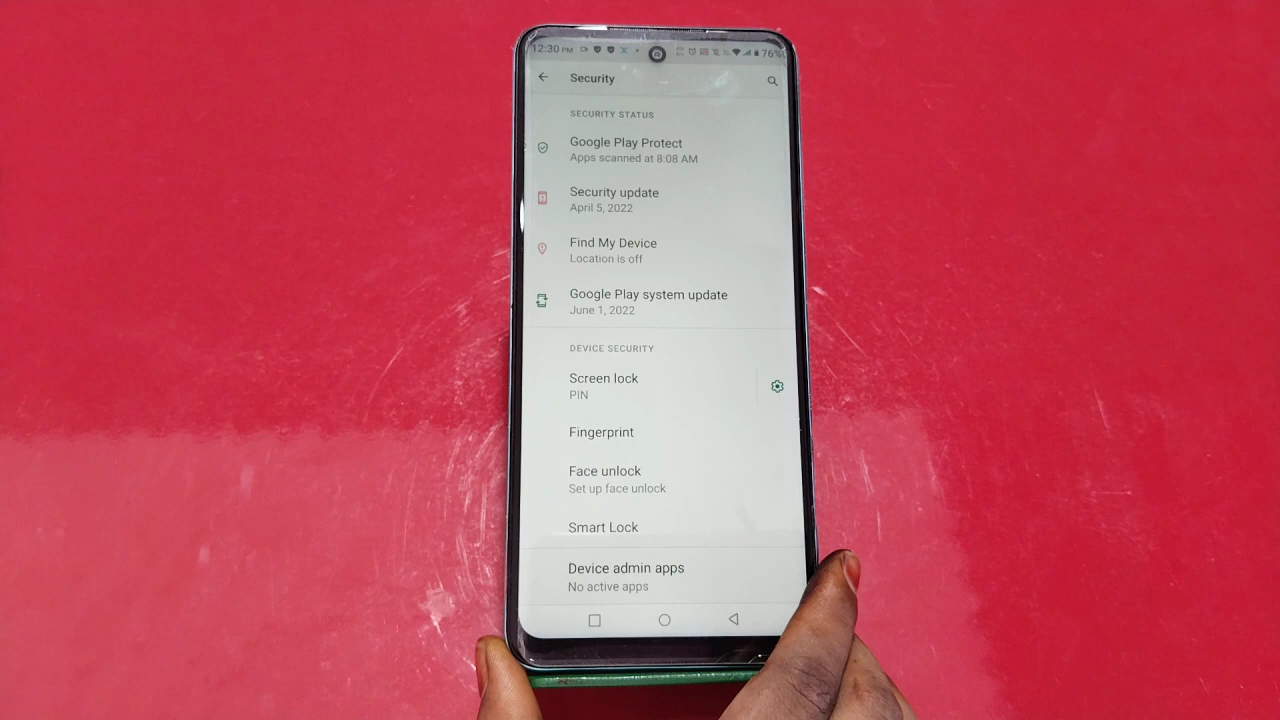 12:30 PM 76%
Security
SECURITY STATUS
Google Play Protect
Apps scanned at 8:08 AM
Security update
April 5, 2022
Find My Device
Location is off
Google Play system update
June 1, 2022
DEVICE SECURITY
Screen lock
PIN
Fingerprint
Face unlock
Set up face unlock
Smart Lock
Device admin apps
No active apps